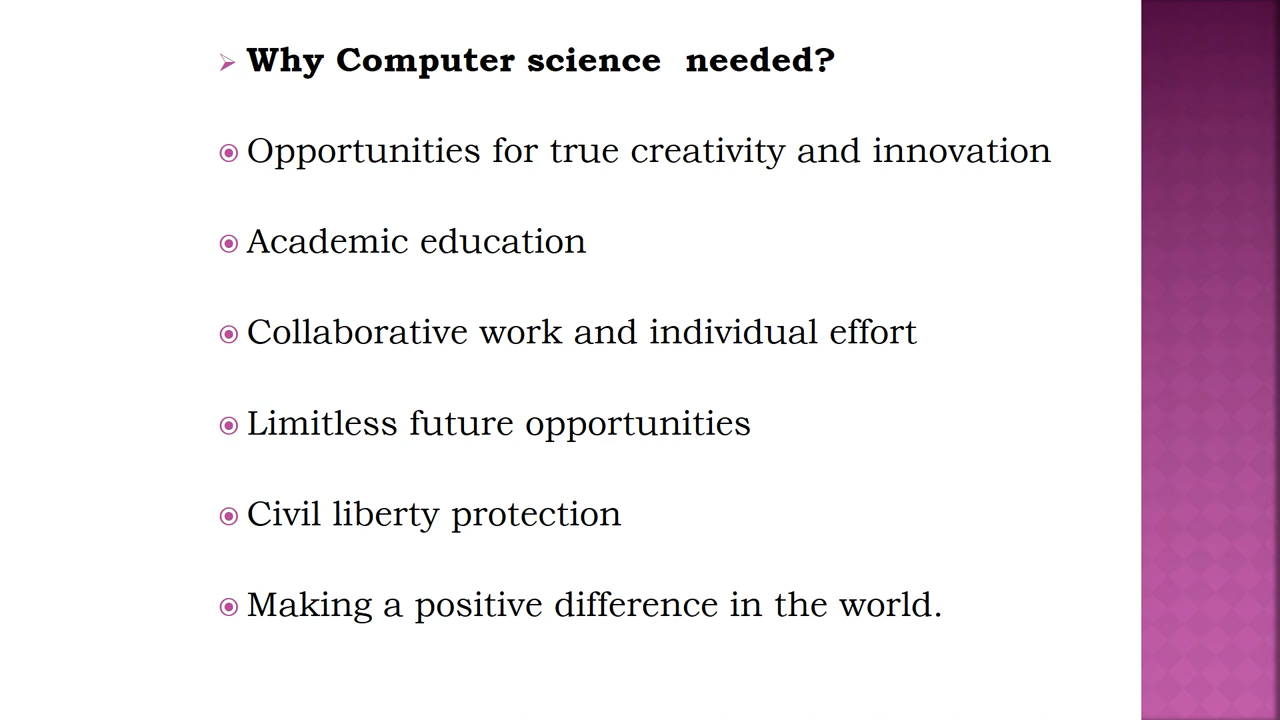 Why Computer science  needed?
Opportunities for true creativity and innovation
Academic education
Collaborative work and individual effort
Limitless future opportunities
Civil liberty protection
Making a positive difference in the world.